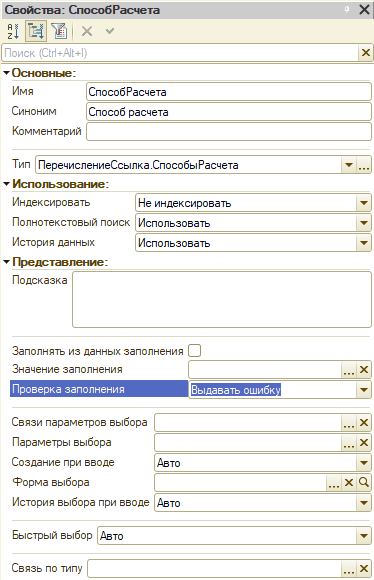 Свойства: СпособРасчета
Поиск (Ctrl+Alt+I)
Основные:
Имя СпособРасчета
Синоним Способ расчета
Комментарий
Тип ПеречислениеСсылка.СпособыРасчета
Использование:
Индексировать Не индексировать
Полнотекстовый поиск Использовать
История данных Использовать
Представление:
Подсказка
Заполнять из данных заполнения
Значение заполнения
Проверка заполнения Выдавать ошибку
Связи параметров выбора
Параметры выбора
Создание при вводе Авто
Форма выбора
История выбора при вводе Авто
Быстрый выбор Авто
Связь по типу